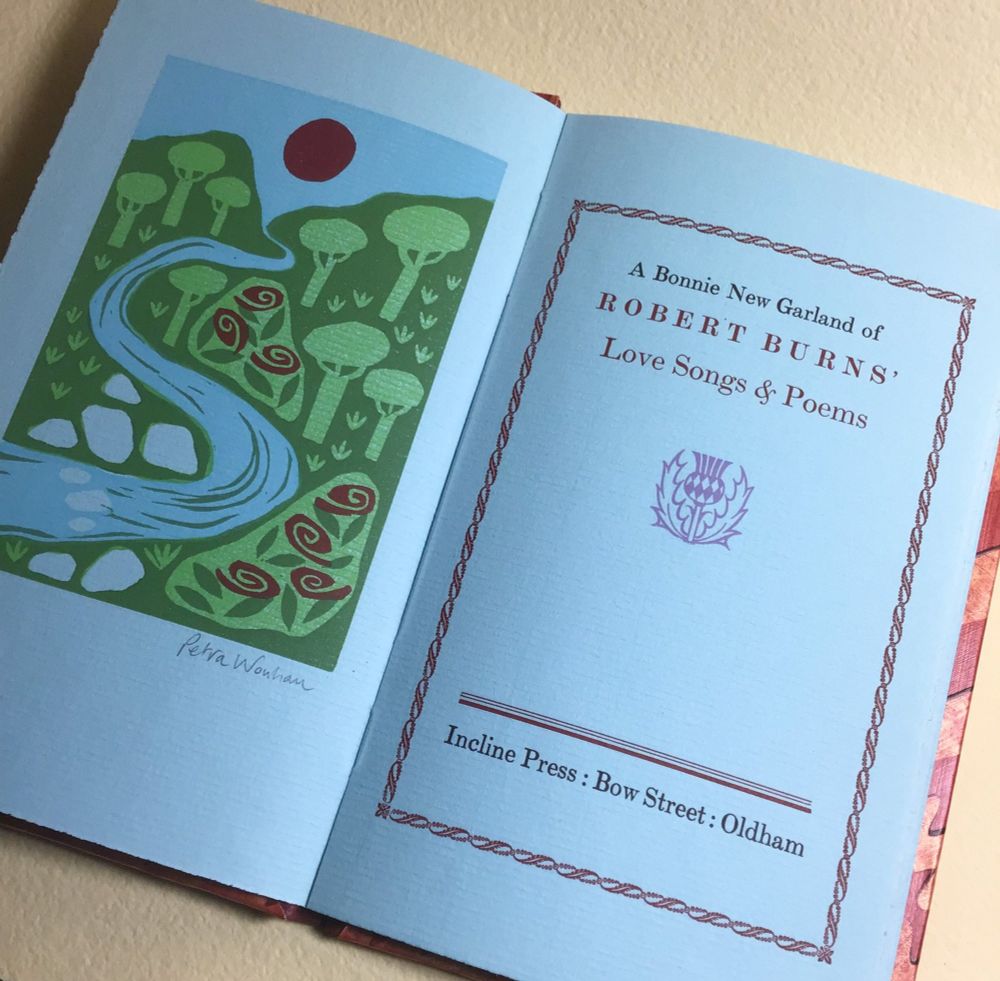 Petra Wonham
A Bonnie New Garland of
ROBERT BURNS'
Love Songs & Poems
Incline Press : Bow Street : Oldham